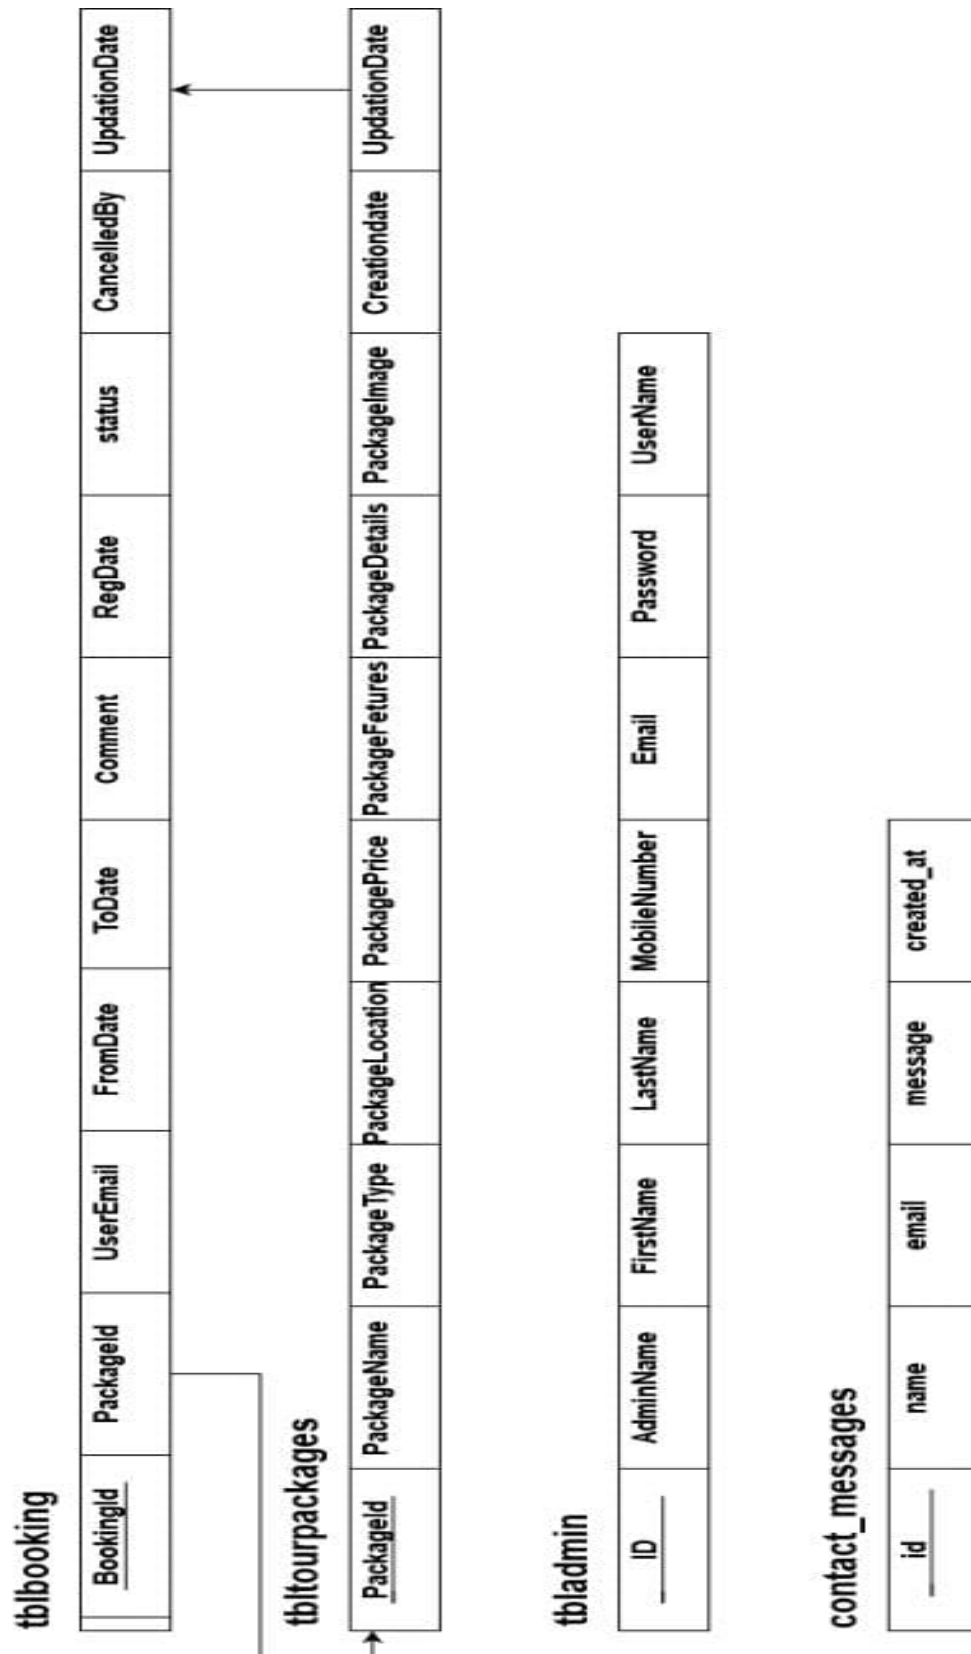 tblbooking
BookingId PackageId UserEmail FromDate ToDate Comment RegDate status CancelledBy UpdationDate
tbltourpackages
PackageId PackageName PackageType PackageLocation PackagePrice PackageFetures PackageDetails PackageImage Creationdate UpdationDate
tbladmin
ID AdminName FirstName LastName MobileNumber Email Password UserName
contact_messages
id name email message created_at